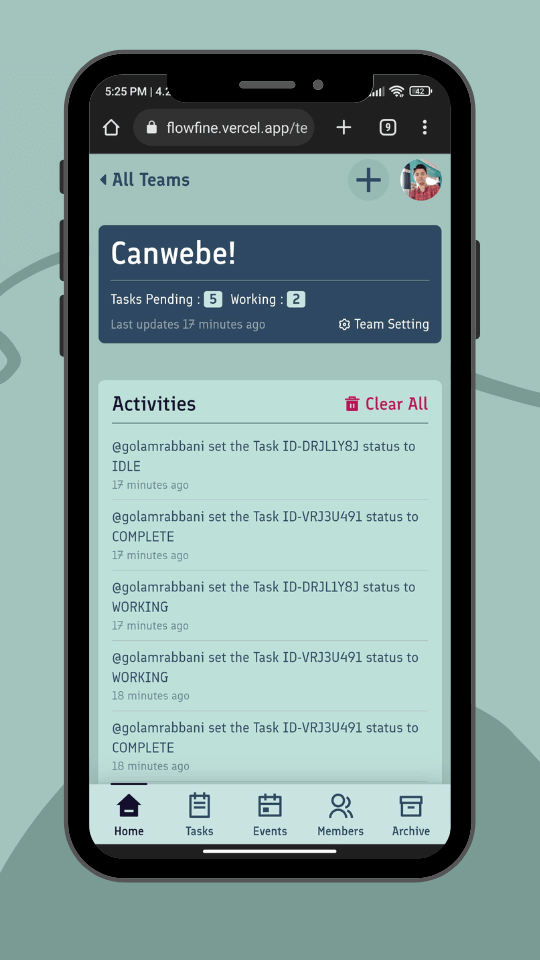 5:25 PM | 4.2
42
flowfine.vercel.app/te
9
All Teams
Canwebe!
Tasks Pending : 5 Working : 2
Last updates 17 minutes ago
Team Setting
Activities
Clear All
@golamrabbani set the Task ID-DRJL1Y8J status to
IDLE
17 minutes ago
@golamrabbani set the Task ID-VRJ3U491 status to
COMPLETE
17 minutes ago
@golamrabbani set the Task ID-DRJL1Y8J status to
WORKING
17 minutes ago
@golamrabbani set the Task ID-VRJ3U491 status to
WORKING
18 minutes ago
@golamrabbani set the Task ID-VRJ3U491 status to
COMPLETE
18 minutes ago
Home Tasks Events Members Archive